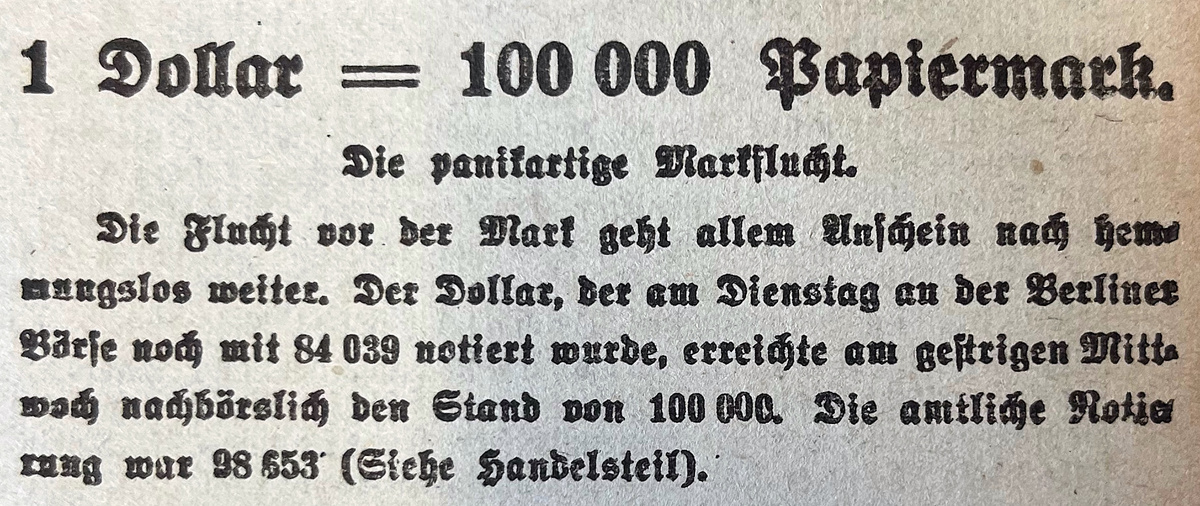 1 Dollar = 100 000 Papiermark.
Die panikartige Markflucht.
Die Flucht vor der Mark geht allem Anschein nach hem-
mungslos weiter. Der Dollar, der am Dienstag an der Berliner
Börse noch mit 84 039 notiert wurde, erreichte am gestrigen Mitt-
woch nachbörslich den Stand von 100 000. Die amtliche Notie-
rung war 98 653 (Siehe Handelsteil).